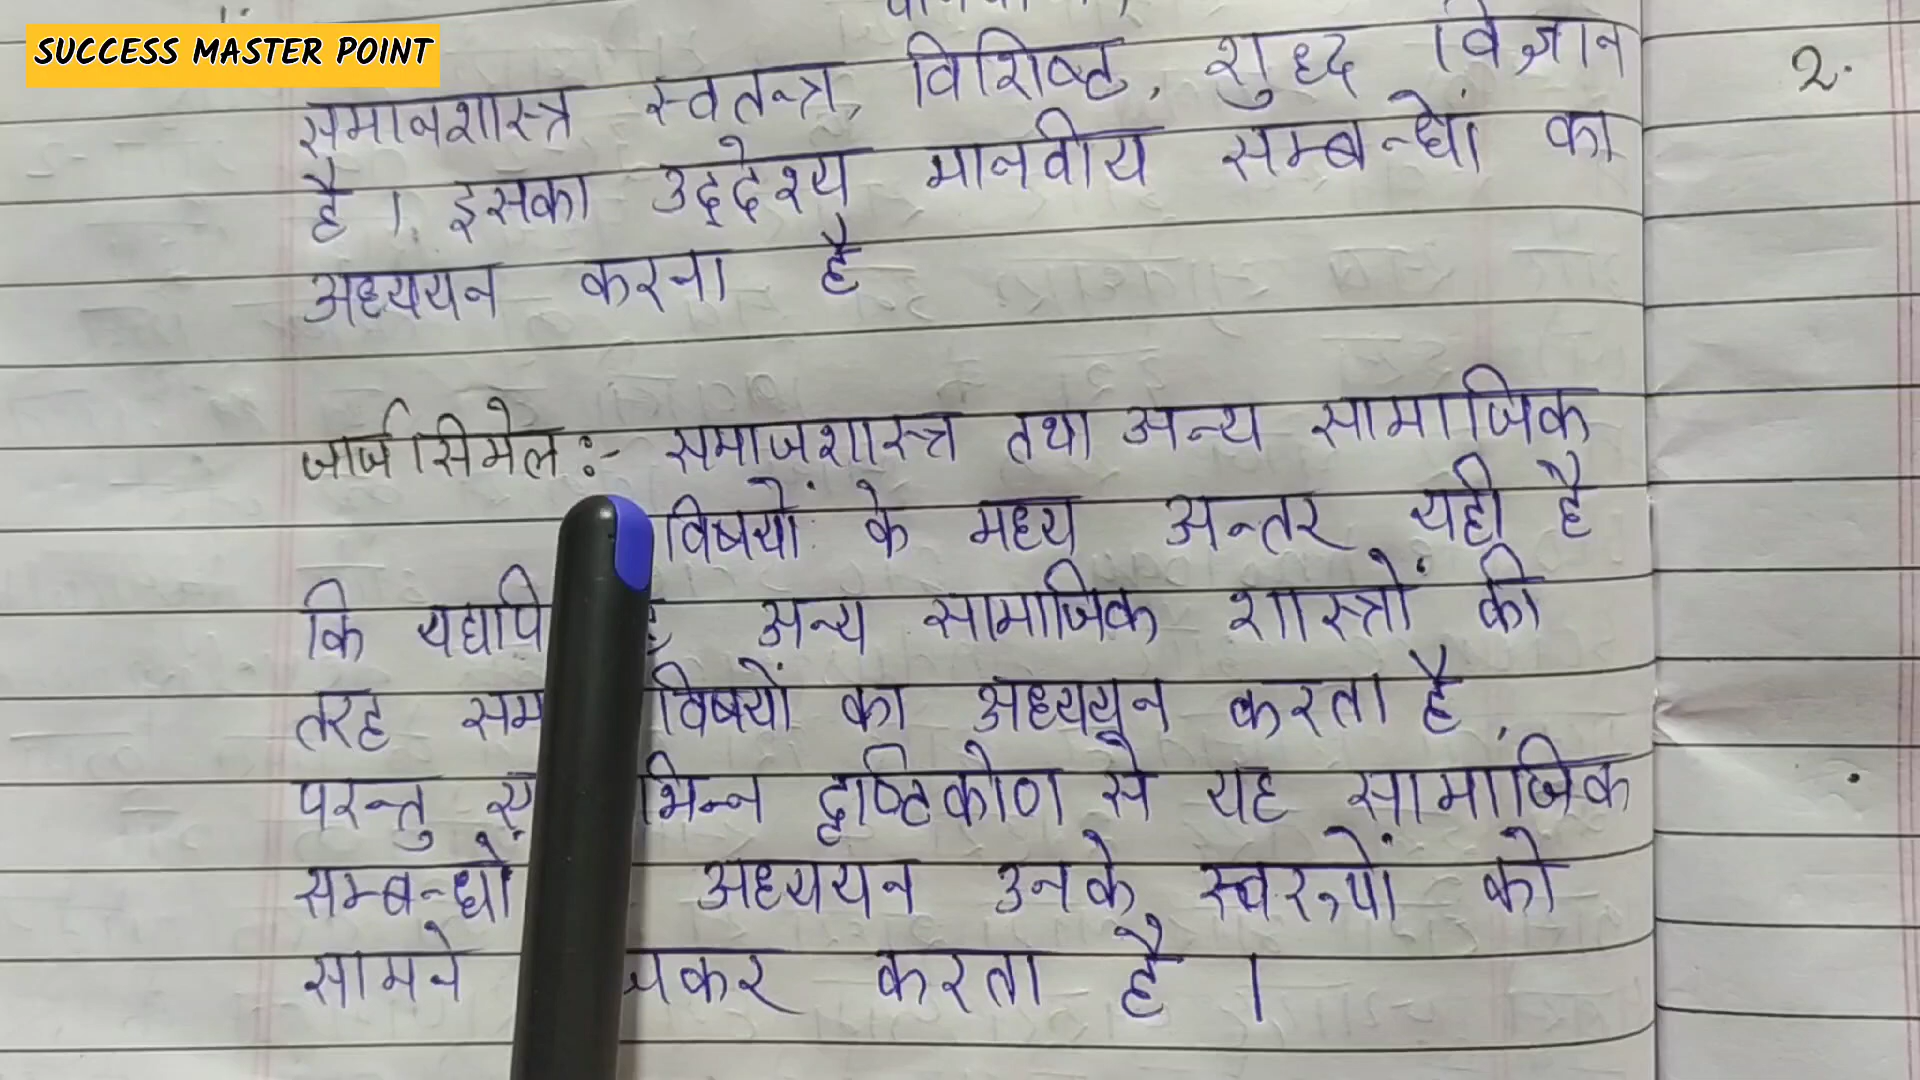 SUCCESS MASTER POINT
समाजशास्त्र स्वतन्त्र, विशिष्ट, शुध्द विज्ञान
2.
है। इसका उद्देश्य मानवीय सम्बन्धों का
अध्ययन करना है
जार्ज सिमेल :- समाजशास्त्र तथा अन्य सामाजिक
विषयों के मध्य अन्तर यही है
कि यद्यपि अन्य सामाजिक शास्त्रों की
तरह विषयों का अध्ययन करता है,
परन्तु भिन्न दृष्टिकोण से यह सामाजिक
सम्बन्धों अध्ययन उनके स्वरूपों को
सामने करता है।